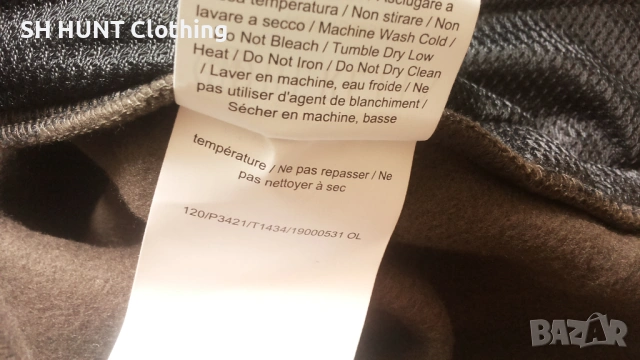 SH HUNT Clothing
Asciugare a
temperatura / Non stirare / Non
lavare a secco / Machine Wash Cold /
Do Not Bleach / Tumble Dry Low
Heat / Do Not Iron / Do Not Dry Clean
/ Laver en machine, eau froide / Ne
pas utiliser d'agent de blanchiment /
Sécher en machine, basse
température / Ne pas repasser / Ne
pas nettoyer à sec
120/P3421/T1434/19000531 OL
BAZAR